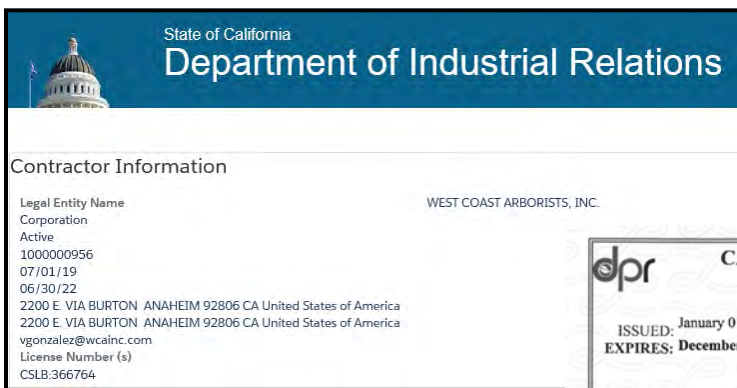 State of California
Department of Industrial Relations
Contractor Information
Legal Entity Name WEST COAST ARBORISTS, INC.
Corporation
Active
1000000956
07/01/19
06/30/22
2200 E. VIA BURTON ANAHEIM 92806 CA United States of America
2200 E. VIA BURTON ANAHEIM 92806 CA United States of America
vgonzalez@wcainc.com
License Number (s)
CSLB:366764
dpr
ISSUED: January 0
EXPIRES: